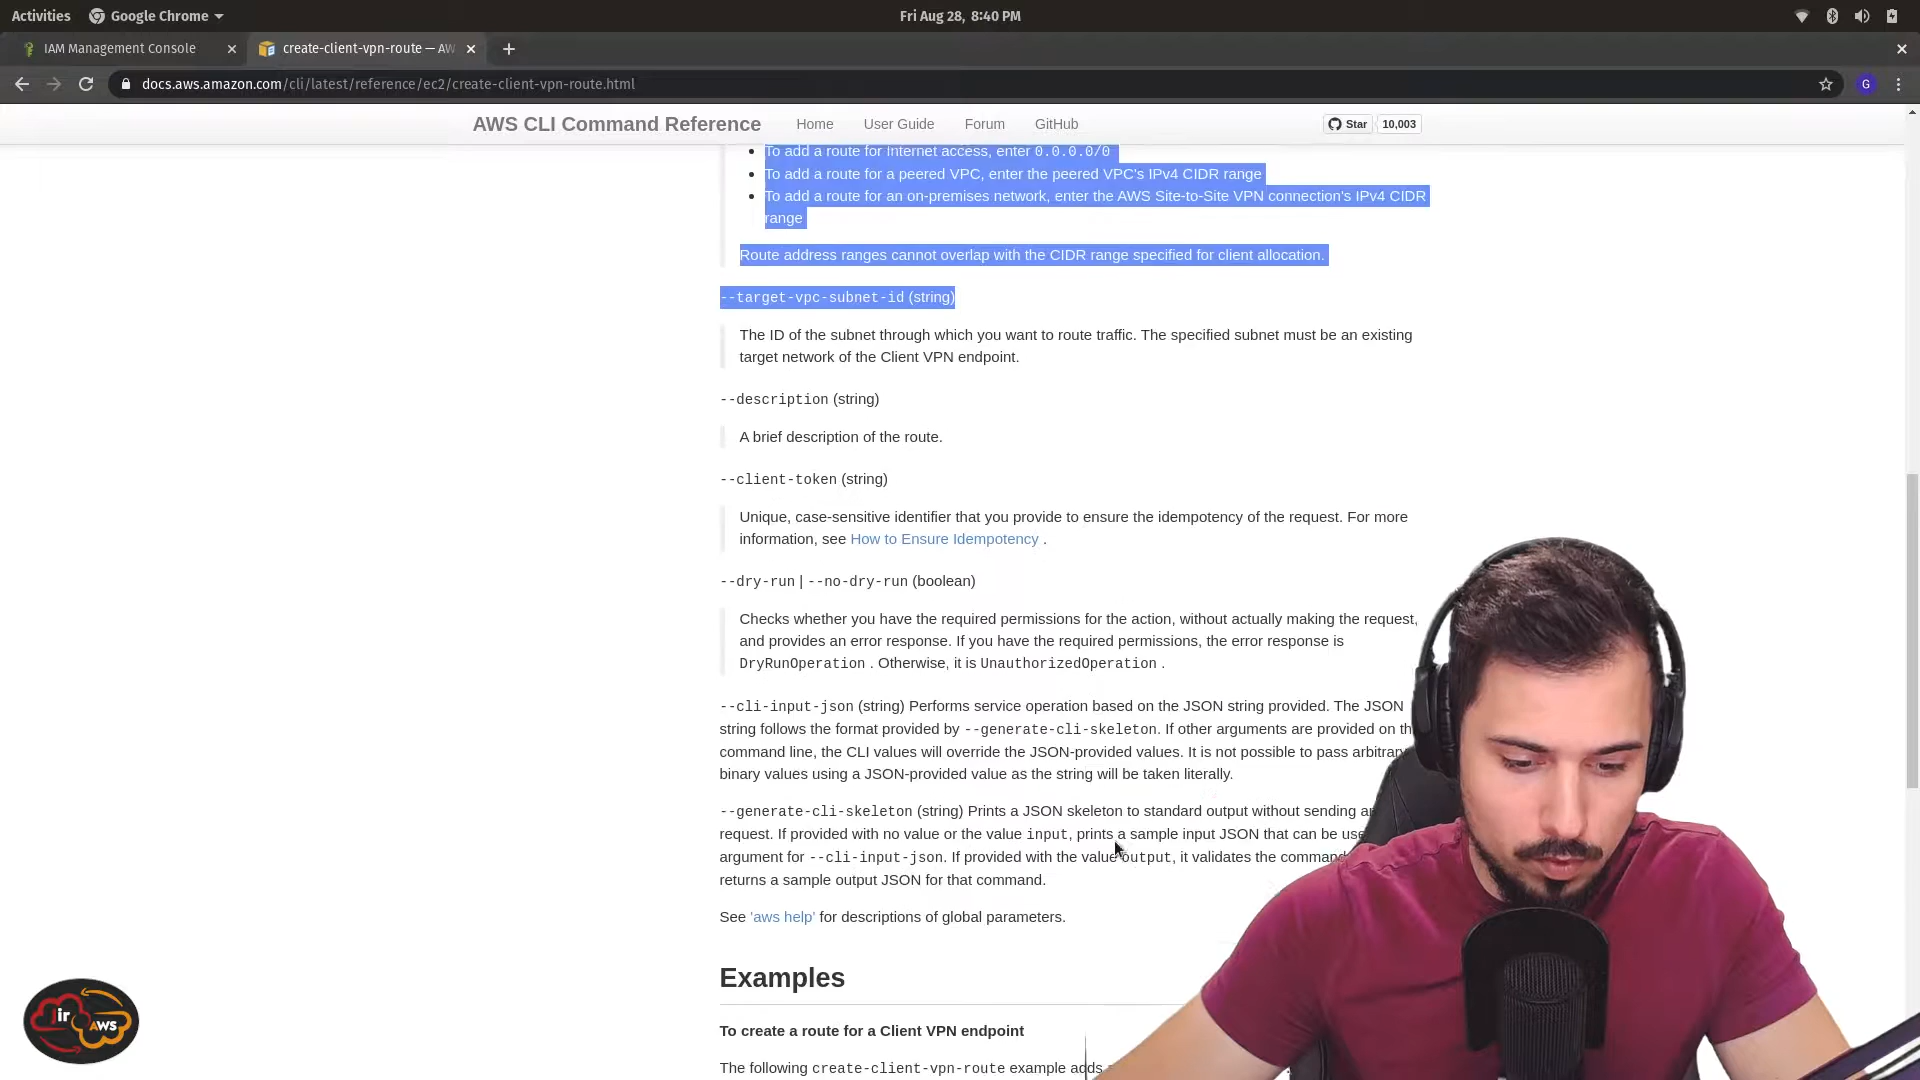 Activities
Google Chrome
Fri Aug 28, 8:40 PM
IAM Management Console
create-client-vpn-route — AW
docs.aws.amazon.com/cli/latest/reference/ec2/create-client-vpn-route.html
G
AWS CLI Command Reference
Home
User Guide
Forum
GitHub
Star
10,003
To add a route for Internet access, enter 0.0.0.0/0
To add a route for a peered VPC, enter the peered VPC's IPv4 CIDR range
To add a route for an on-premises network, enter the AWS Site-to-Site VPN connection's IPv4 CIDR
range
Route address ranges cannot overlap with the CIDR range specified for client allocation.
--target-vpc-subnet-id (string)
The ID of the subnet through which you want to route traffic. The specified subnet must be an existing
target network of the Client VPN endpoint.
--description (string)
A brief description of the route.
--client-token (string)
Unique, case-sensitive identifier that you provide to ensure the idempotency of the request. For more
information, see How to Ensure Idempotency .
--dry-run | --no-dry-run (boolean)
Checks whether you have the required permissions for the action, without actually making the request,
and provides an error response. If you have the required permissions, the error response is
DryRunOperation . Otherwise, it is UnauthorizedOperation .
--cli-input-json (string) Performs service operation based on the JSON string provided. The JSON
string follows the format provided by --generate-cli-skeleton. If other arguments are provided on
command line, the CLI values will override the JSON-provided values. It is not possible to pass arbitrary
binary values using a JSON-provided value as the string will be taken literally.
--generate-cli-skeleton (string) Prints a JSON skeleton to standard output without sending
request. If provided with no value or the value input, prints a sample input JSON that can be
argument for --cli-input-json. If provided with the value output, it validates the command
returns a sample output JSON for that command.
See 'aws help' for descriptions of global parameters.
Examples
To create a route for a Client VPN endpoint
The following create-client-vpn-route example adds
ir
AWS